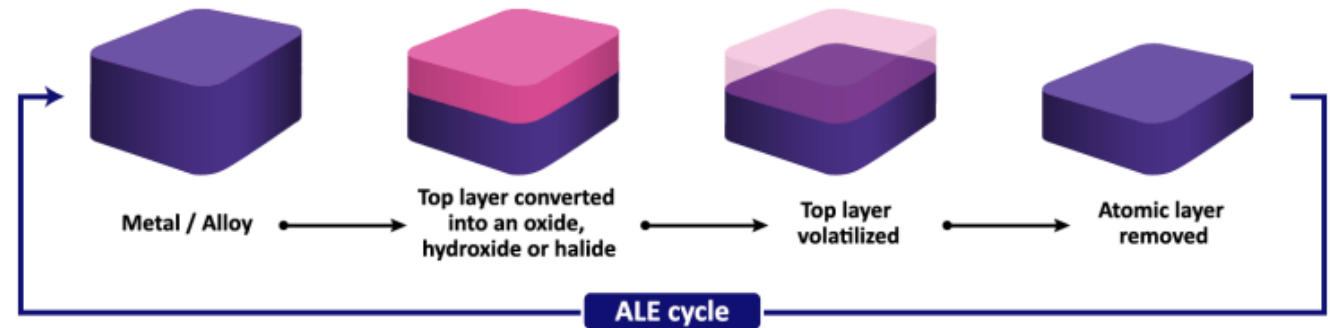 Metal / Alloy
Top layer converted
into an oxide,
hydroxide or halide
Top layer
volatilized
Atomic layer
removed
ALE cycle